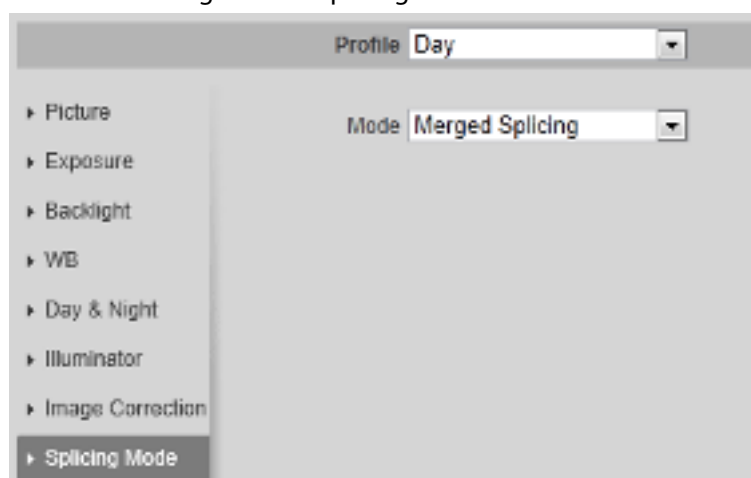 Profile Day
Picture
Mode Merged Splicing
Exposure
Backlight
WB
Day & Night
Illuminator
Image Correction
Splicing Mode